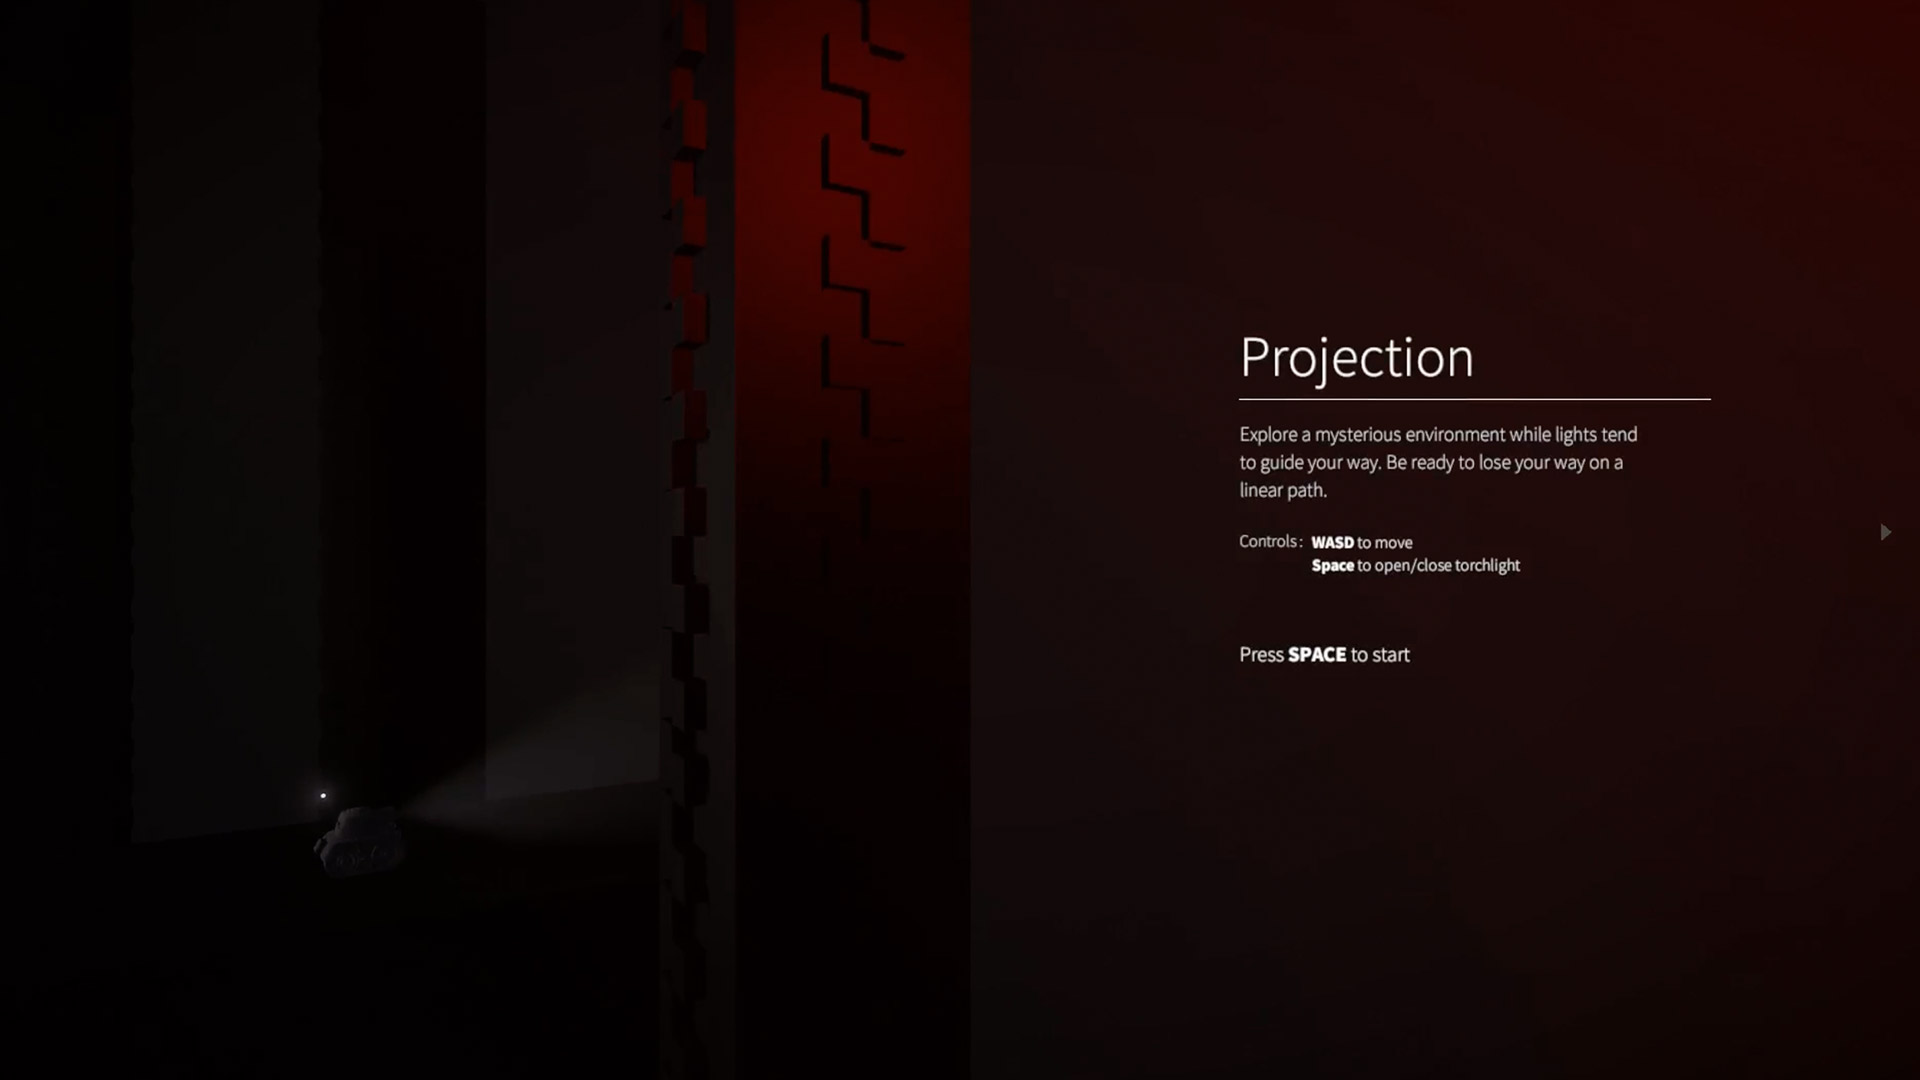 Projection
Explore a mysterious environment while lights tend
to guide your way. Be ready to lose your way on a
linear path.
Controls: WASD to move
Space to open/close torchlight
Press SPACE to start